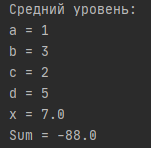 Средний уровень:
a = 1
b = 3
c = 2
d = 5
x = 7.0
Sum = -88.0